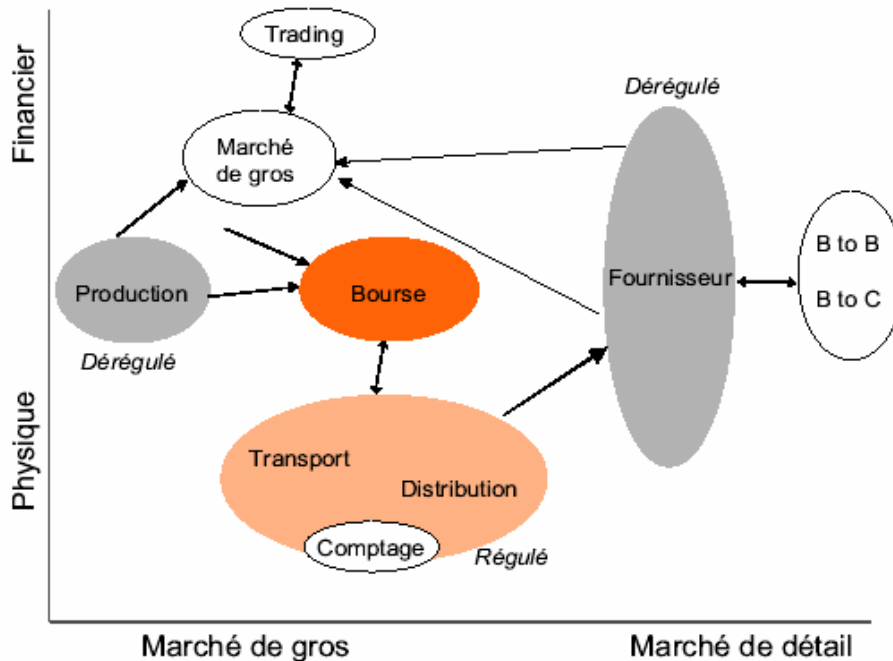 Financier
Physique
Trading
Marché
de gros
Dérégulé
Production
Dérégulé
Bourse
Fournisseur
B to B
B to C
Transport
Distribution
Comptage
Régulé
Marché de gros
Marché de détail